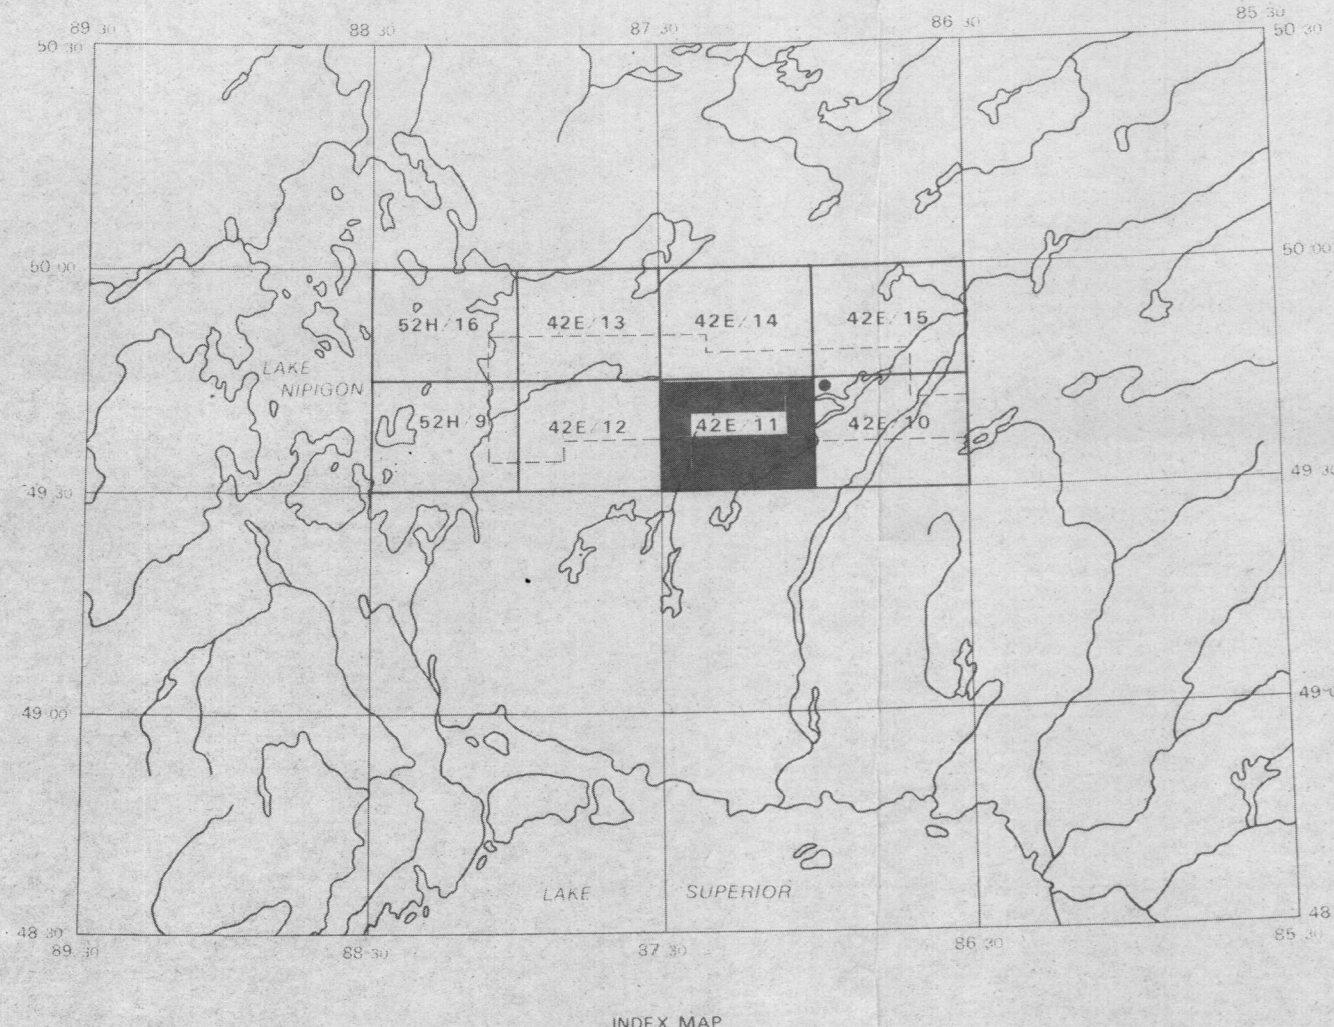 89 30 88 30 87 30 86 30 85 30
50 30 50 30
50 00 50 00
52H/16 42E/13 42E/14 42E/15
LAKE
NIPIGON
52H/9 42E/12 42E/11 42E/10
49 30 49 30
49 00 49 0
LAKE SUPERIOR
48 30 48
89 30 88 30 87 30 86 30 85 30
INDEX MAP